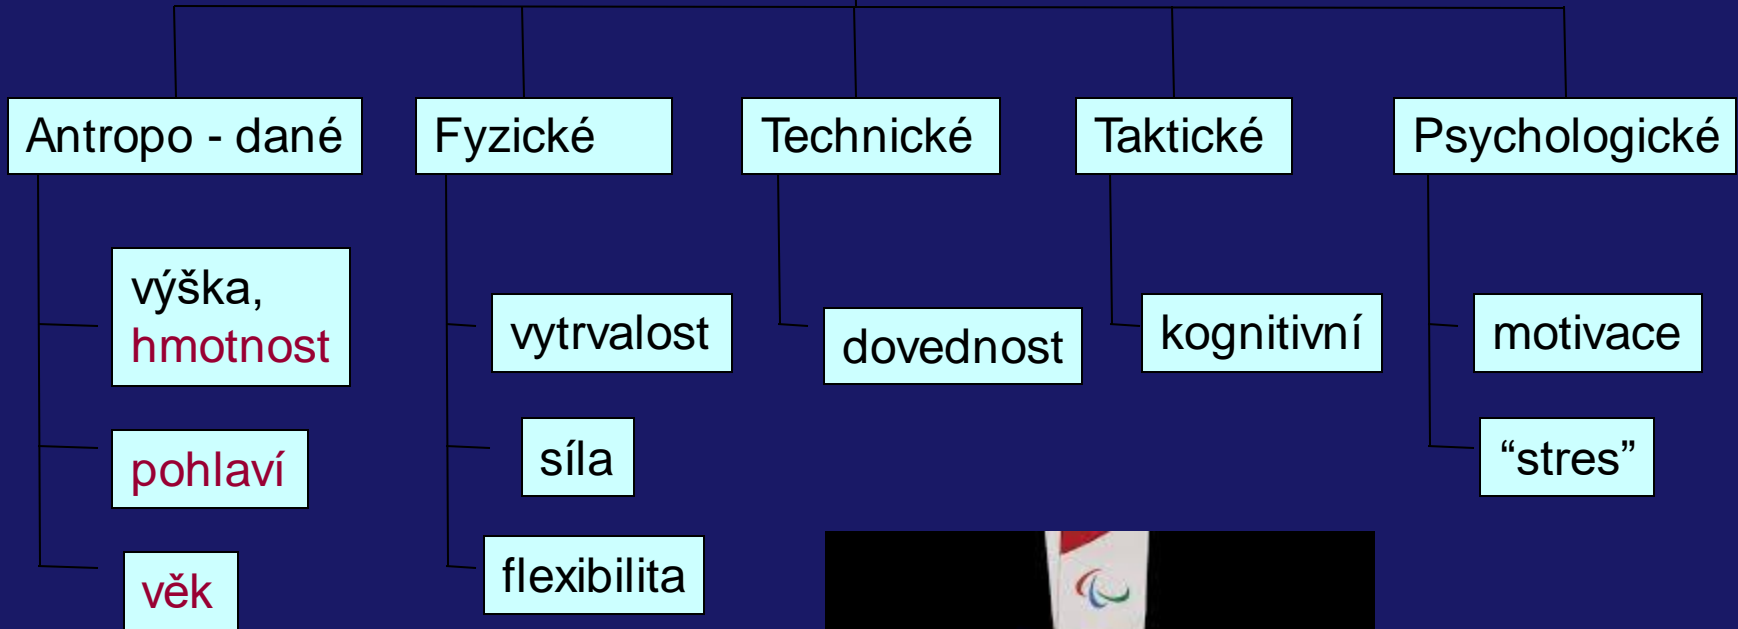 Antropo - dané
Fyzické
Technické
Taktické
Psychologické
výška,
hmotnost
vytrvalost
dovednost
kognitivní
motivace
pohlaví
síla
“stres”
věk
flexibilita